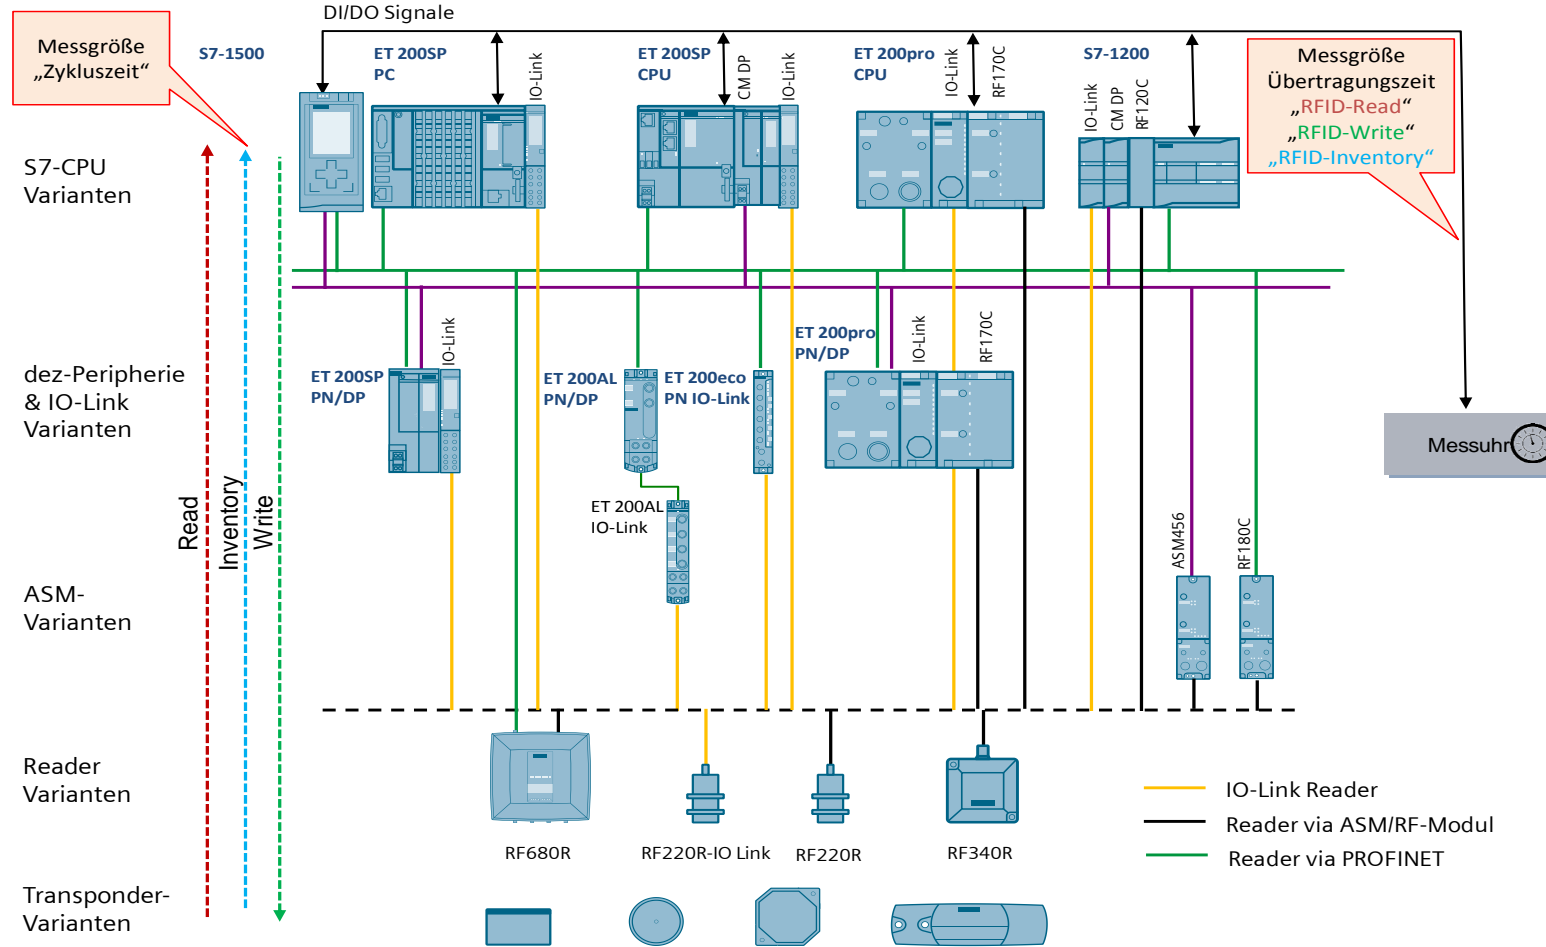 DI/DO Signale
Messgröße
„Zykluszeit“
S7-1500
ET 200SP
PC
IO-Link
ET 200SP
CPU
CM DP
IO-Link
ET 200pro
CPU
IO-Link
RF170C
S7-1200
IO-Link
CM DP
RF120C
Messgröße
Übertragungszeit
„RFID-Read“
„RFID-Write“
„RFID-Inventory“
S7-CPU
Varianten
dez-Peripherie
& IO-Link
Varianten
ET 200SP
PN/DP
IO-Link
ET 200AL
PN/DP
ET 200eco
PN IO-Link
ET 200pro
PN/DP
IO-Link
RF170C
Messuhr
ET 200AL
IO-Link
Read
Inventory
Write
ASM456
RF180C
ASM-
Varianten
Reader
Varianten
RF680R
RF220R-IO Link
RF220R
RF340R
IO-Link Reader
Reader via ASM/RF-Modul
Reader via PROFINET
Transponder-
Varianten